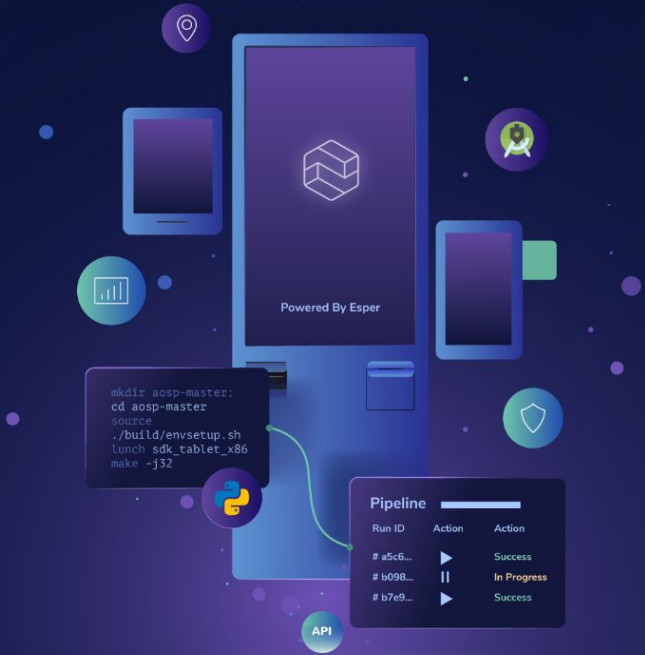 Powered By Esper
mkdir aosp-master;
cd aosp-master
source
./build/envsetup.sh
lunch sdk_tablet_x86
make -j32
Pipeline
Run ID Action Action
# a5c6... Success
# b098... In Progress
# b7e9... Success
API